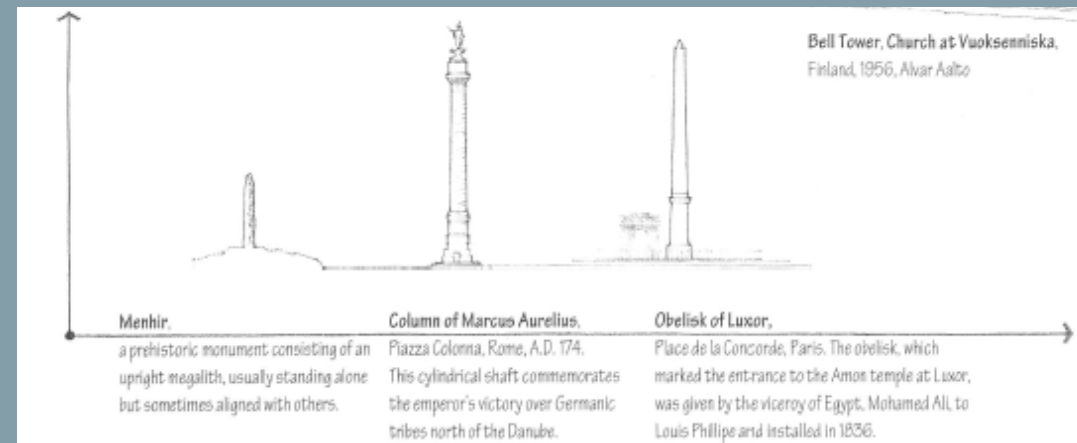 Bell Tower, Church at Vuoksenniska,
Finland, 1956, Alvar Aalto
Menhir,
a prehistoric monument consisting of an
upright megalith, usually standing alone
but sometimes aligned with others.
Column of Marcus Aurelius,
Piazza Colonna, Rome, A.D. 174.
This cylindrical shaft commemorates
the emperor's victory over Germanic
tribes north of the Danube.
Obelisk of Luxor,
Place de la Concorde, Paris. The obelisk, which
marked the entrance to the Amon temple at Luxor,
was given by the viceroy of Egypt, Mohamed Ali, to
Louis Phillipe and installed in 1836.